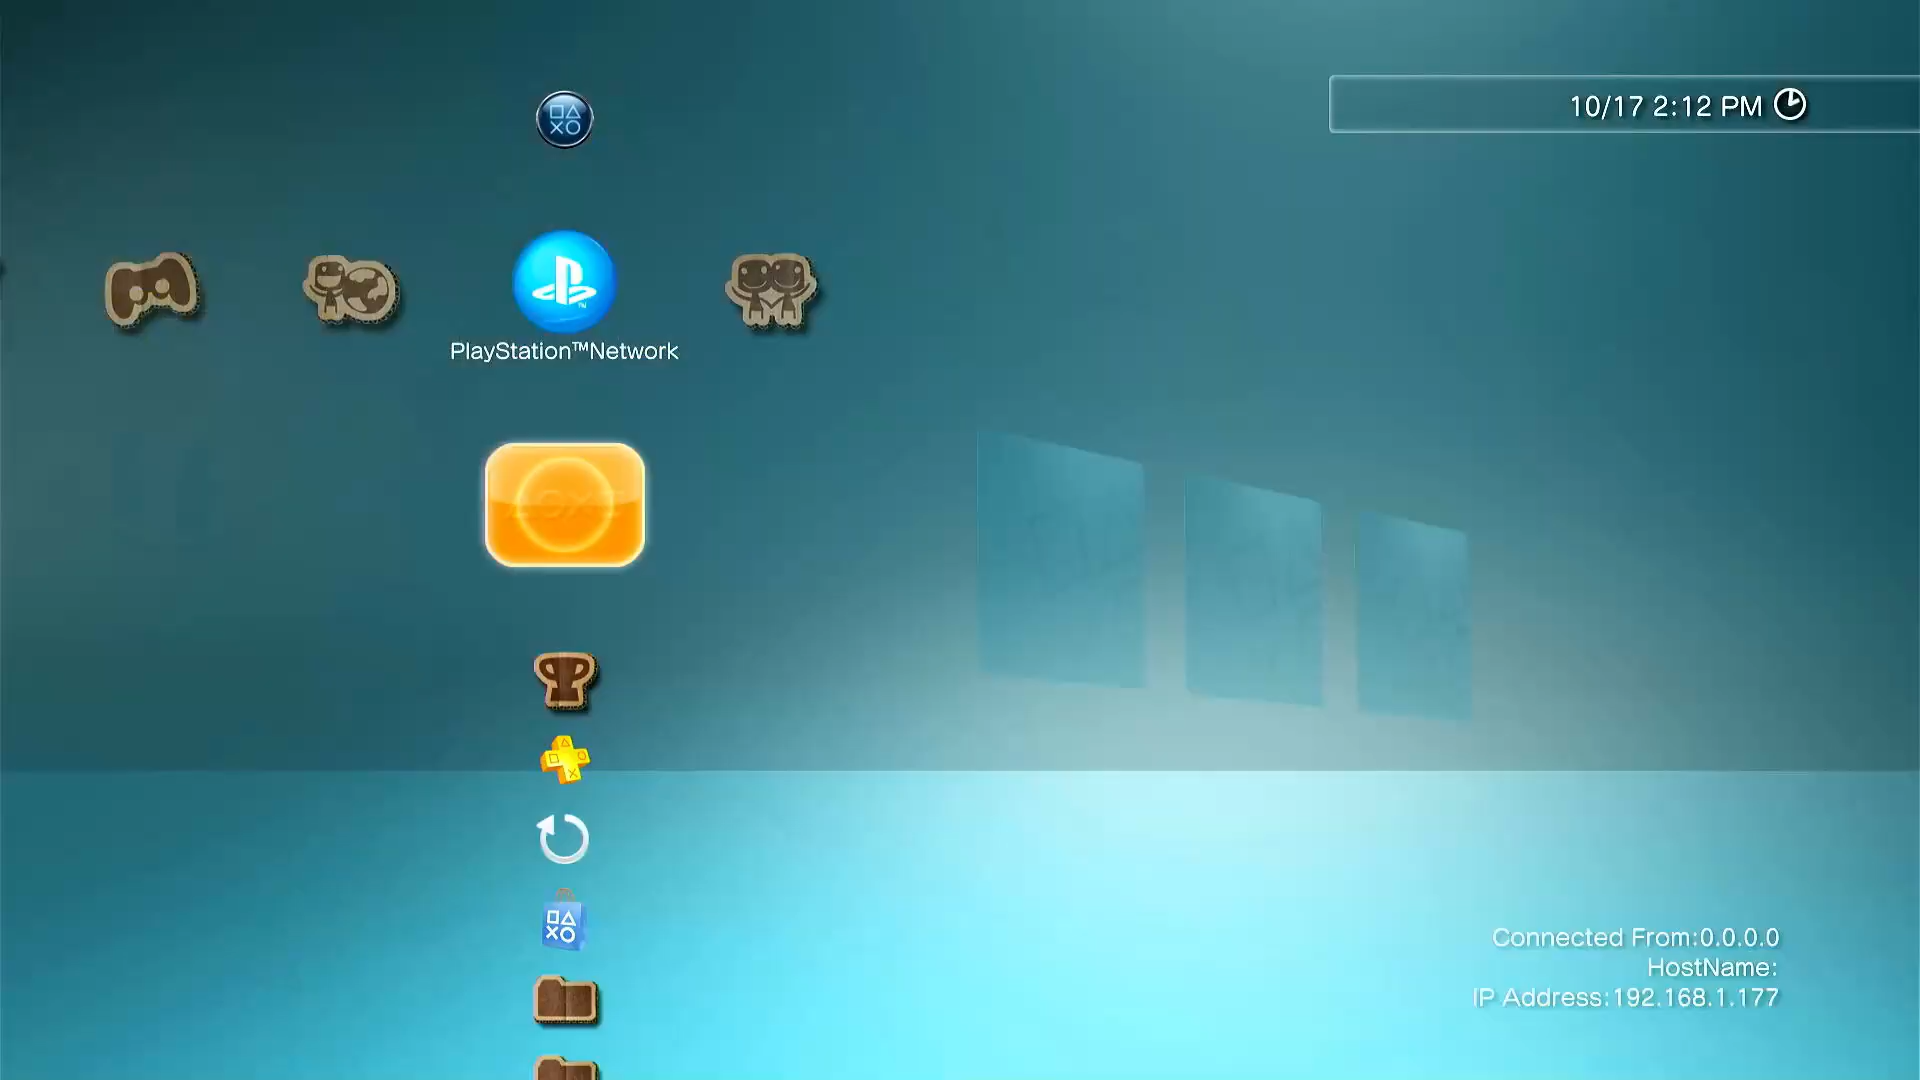 10/17 2:12 PM
PlayStation™Network
Connected From:0.0.0.0
HostName:
IP Address:192.168.1.177